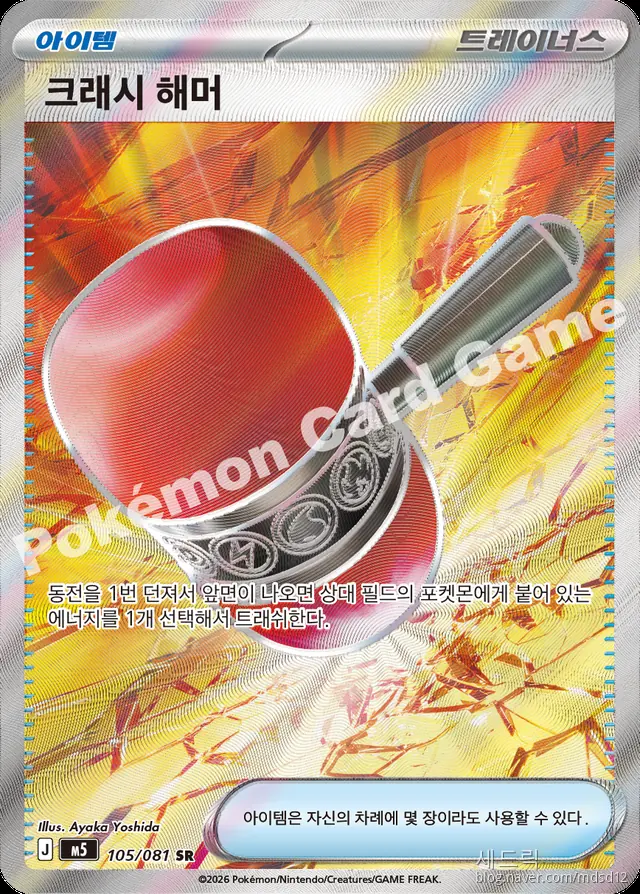 아이템
트레이너스
크래시 해머
Pokémon Card Game
동전을 1번 던져서 앞면이 나오면 상대 필드의 포켓몬에게 붙어 있는
에너지를 1개 선택해서 트래쉬한다.
아이템은 자신의 차례에 몇 장이라도 사용할 수 있다.
Illus. Ayaka Yoshida
J m5 105/081 SR
©2026 Pokémon/Nintendo/Creatures/GAME FREAK.
세드릭
blog.naver.com/mdsd12